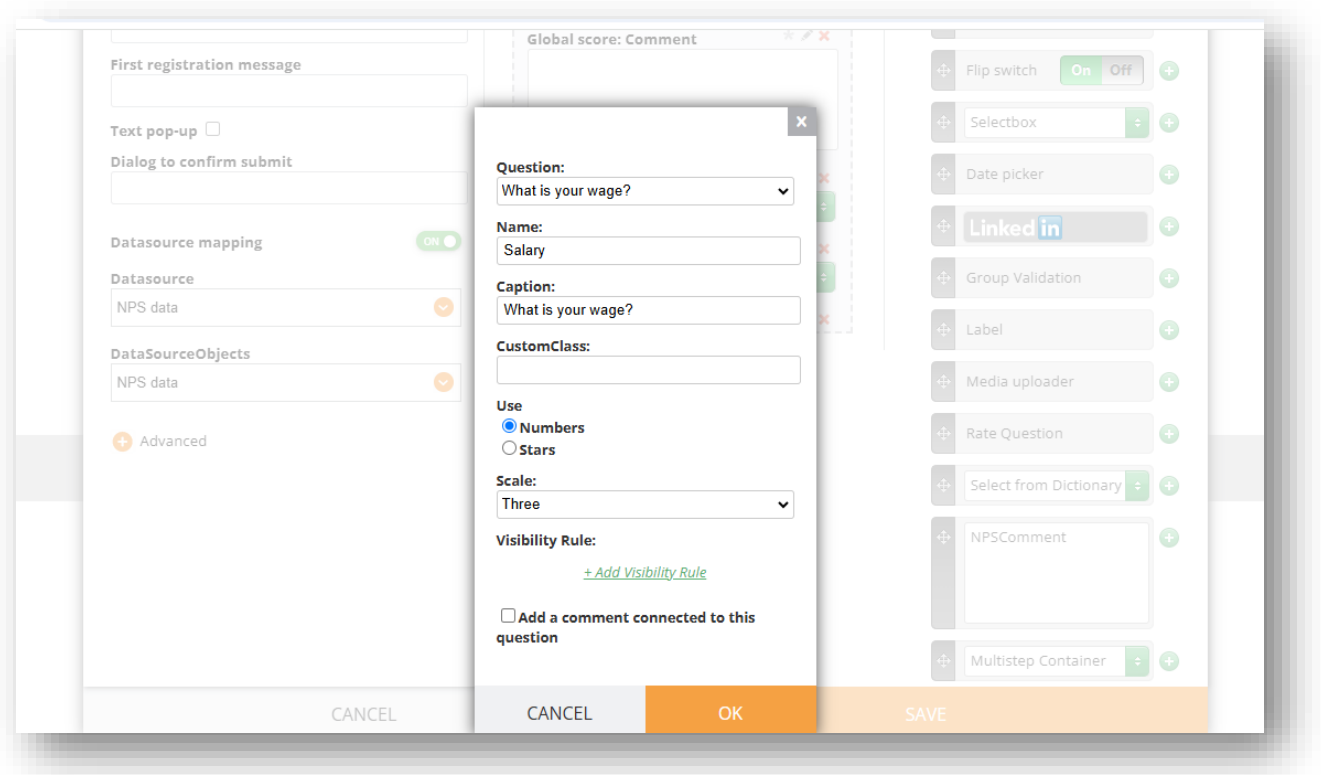 First registration message
Text pop-up
Dialog to confirm submit
Datasource mapping
ON
Datasource
NPS data
DataSourceObjects
NPS data
Advanced
CANCEL
Global score: Comment
x
Question:
What is your wage?
Name:
Salary
Caption:
What is your wage?
CustomClass:
Use
Numbers
Stars
Scale:
Three
Visibility Rule:
+ Add Visibility Rule
Add a comment connected to this
question
CANCEL
OK
Flip switch On Off
Selectbox
Date picker
Linked in
Group Validation
Label
Media uploader
Rate Question
Select from Dictionary
NPSComment
Multistep Container
SAVE